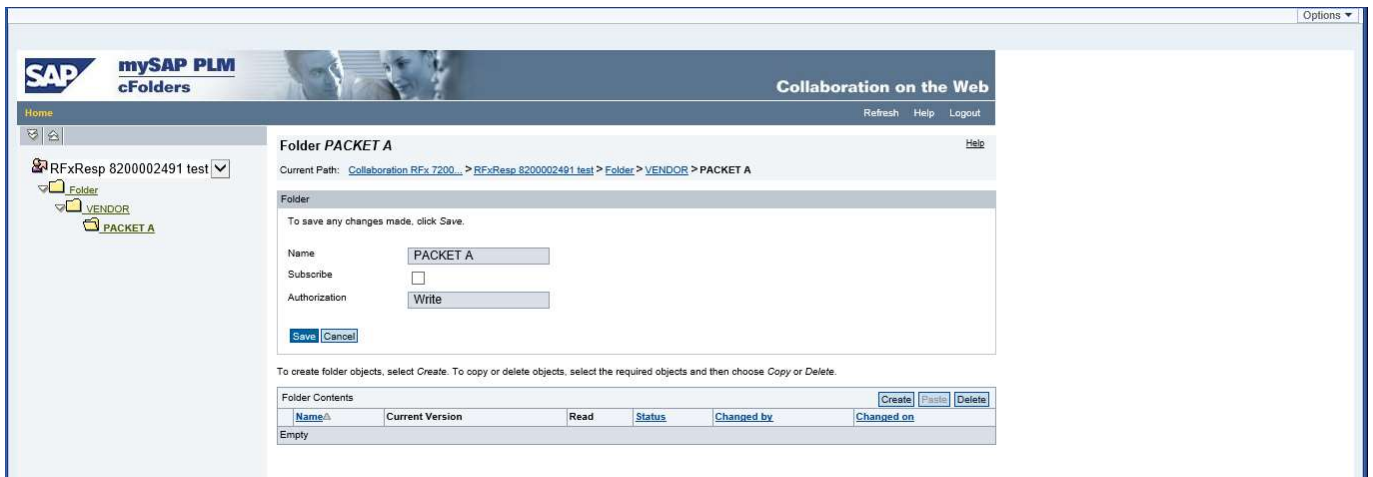 Options
SAP
mySAP PLM
cFolders
Collaboration on the Web
Home
Refresh Help Logout
RFxResp 8200002491 test
Folder
VENDOR
PACKET A
Folder PACKET A
Help
Current Path: Collaboration RFx 7200... > RFxResp 8200002491 test > Folder > VENDOR > PACKET A
Folder
To save any changes made, click Save.
Name PACKET A
Subscribe
Authorization Write
Save Cancel
To create folder objects, select Create. To copy or delete objects, select the required objects and then choose Copy or Delete.
Folder Contents Create Paste Delete
Name Current Version Read Status Changed by Changed on
Empty